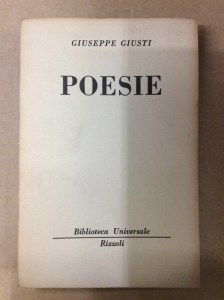 GIUSEPPE GIUSTI
POESIE
Biblioteca Universale
Rizzoli